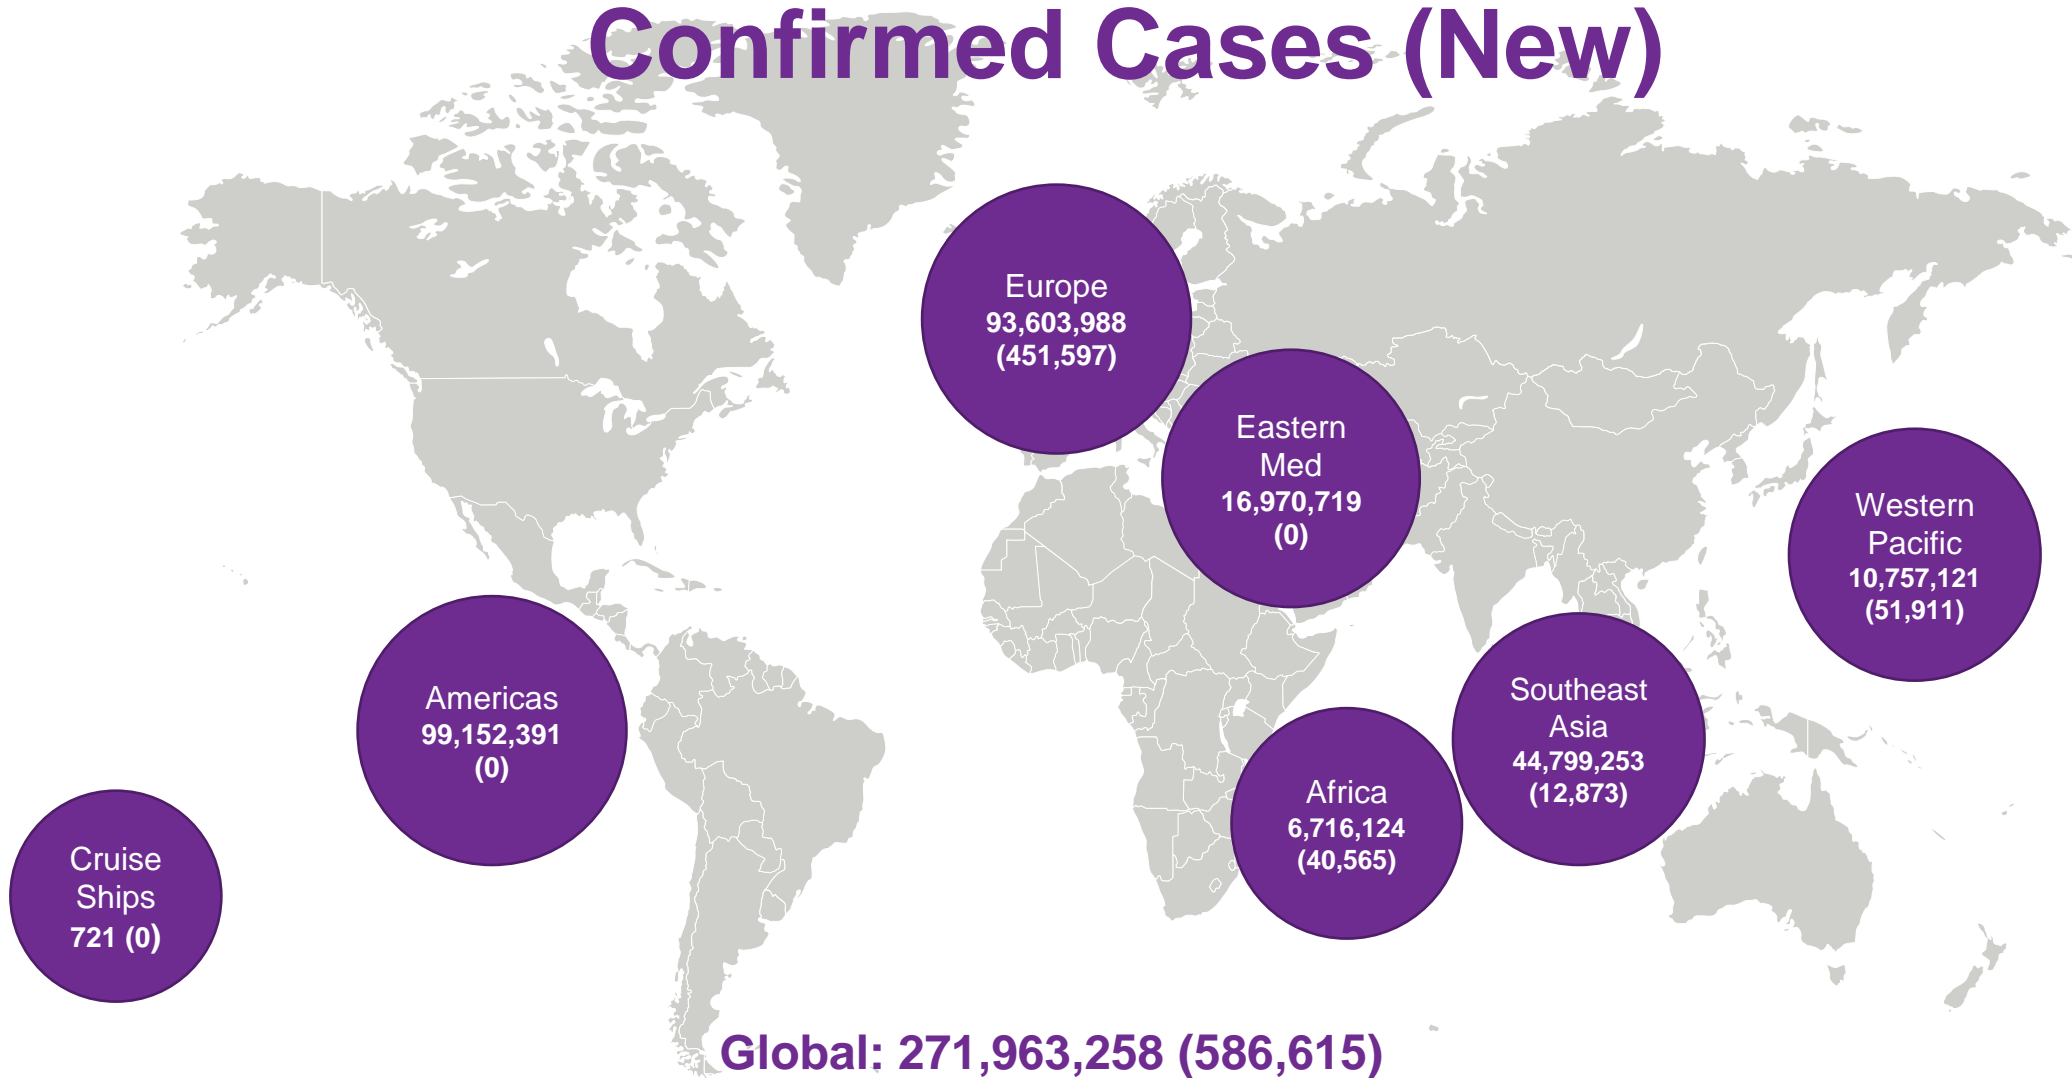 Confirmed Cases (New)
Europe
93,603,988
(451,597)
Eastern
Med
16,970,719
(0)
Western
Pacific
10,757,121
(51,911)
Americas
99,152,391
(0)
Southeast
Asia
44,799,253
(12,873)
Africa
6,716,124
(40,565)
Cruise
Ships
721 (0)
Global: 271,963,258 (586,615)